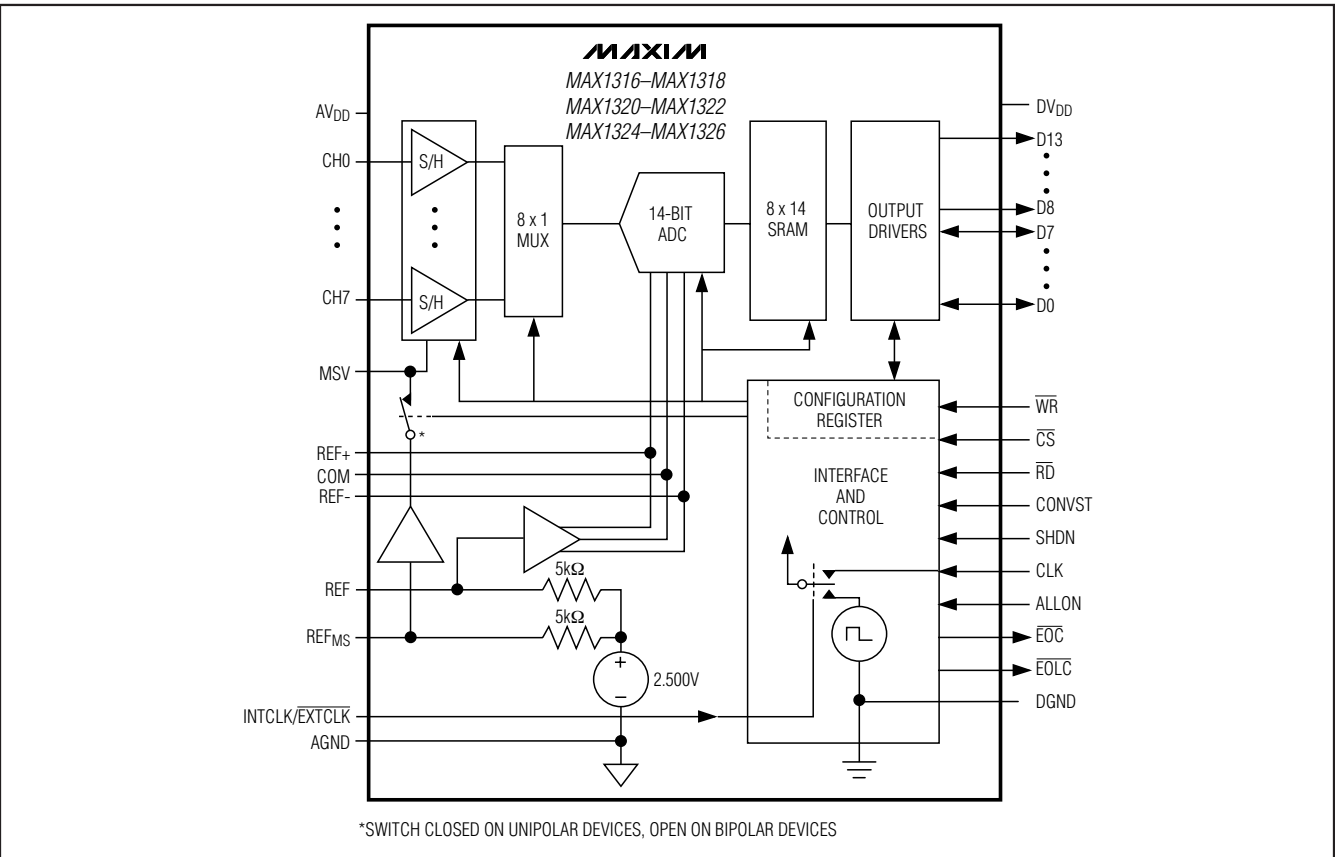 MAXIM
MAX1316–MAX1318
MAX1320–MAX1322
MAX1324–MAX1326
AVDD
DVDD
CH0
S/H
8 x 1
MUX
14-BIT
ADC
8 x 14
SRAM
OUTPUT
DRIVERS
D13
D8
D7
D0
CH7
S/H
MSV
*
CONFIGURATION
REGISTER
WR
CS
RD
CONVST
SHDN
CLK
ALLON
EOC
EOLC
DGND
INTERFACE
AND
CONTROL
REF+
COM
REF-
REF
5kΩ
REFMS
5kΩ
+
−
2.500V
INTCLK/EXTCLK
AGND
*SWITCH CLOSED ON UNIPOLAR DEVICES, OPEN ON BIPOLAR DEVICES